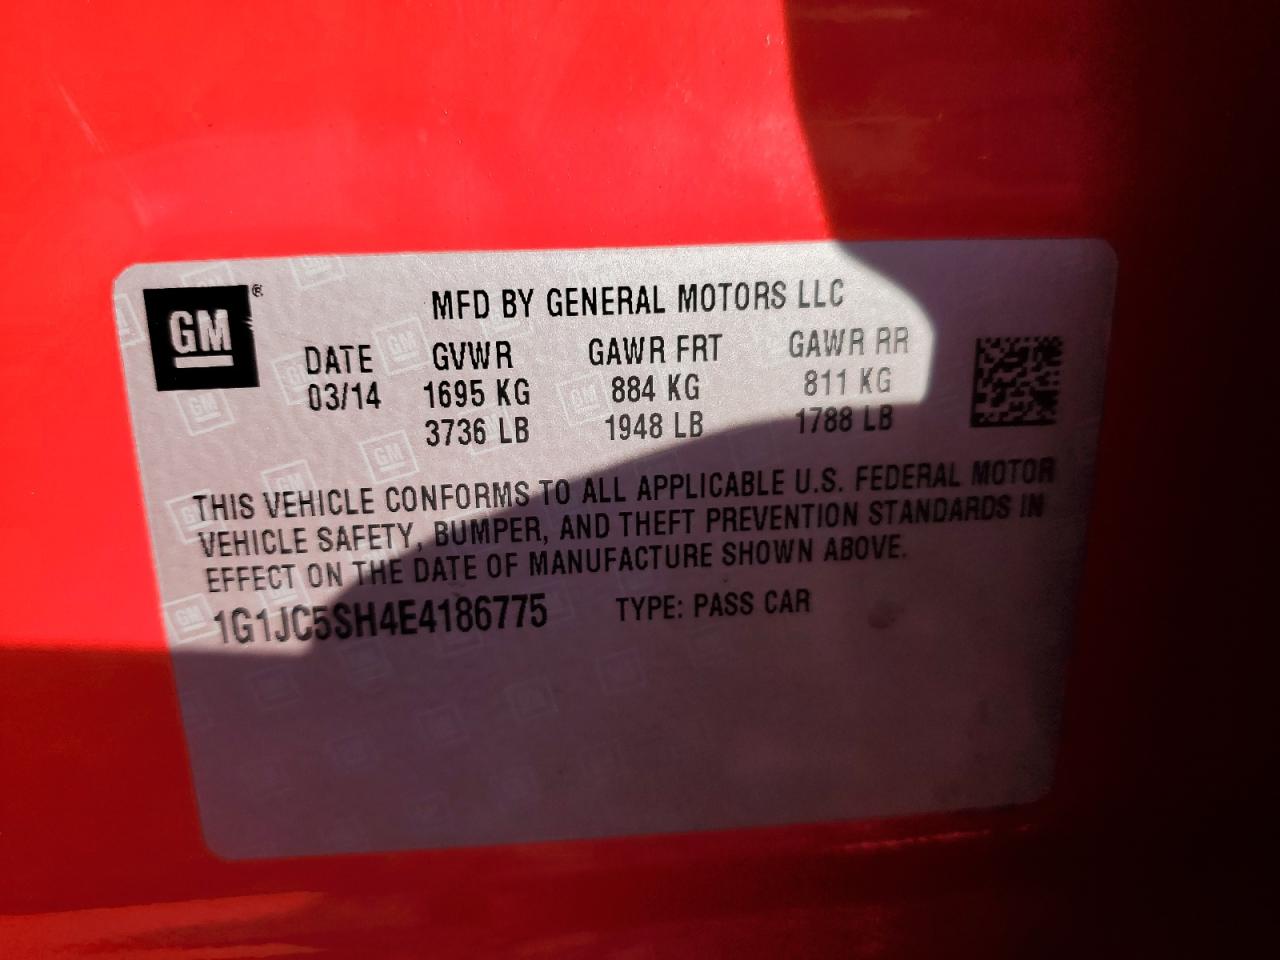 GM®
MFD BY GENERAL MOTORS LLC
DATE GVWR GAWR FRT GAWR RR
03/14 1695 KG 884 KG 811 KG
3736 LB 1948 LB 1788 LB
THIS VEHICLE CONFORMS TO ALL APPLICABLE U.S. FEDERAL MOTOR
VEHICLE SAFETY, BUMPER, AND THEFT PREVENTION STANDARDS IN
EFFECT ON THE DATE OF MANUFACTURE SHOWN ABOVE.
1G1JC5SH4E4186775 TYPE: PASS CAR